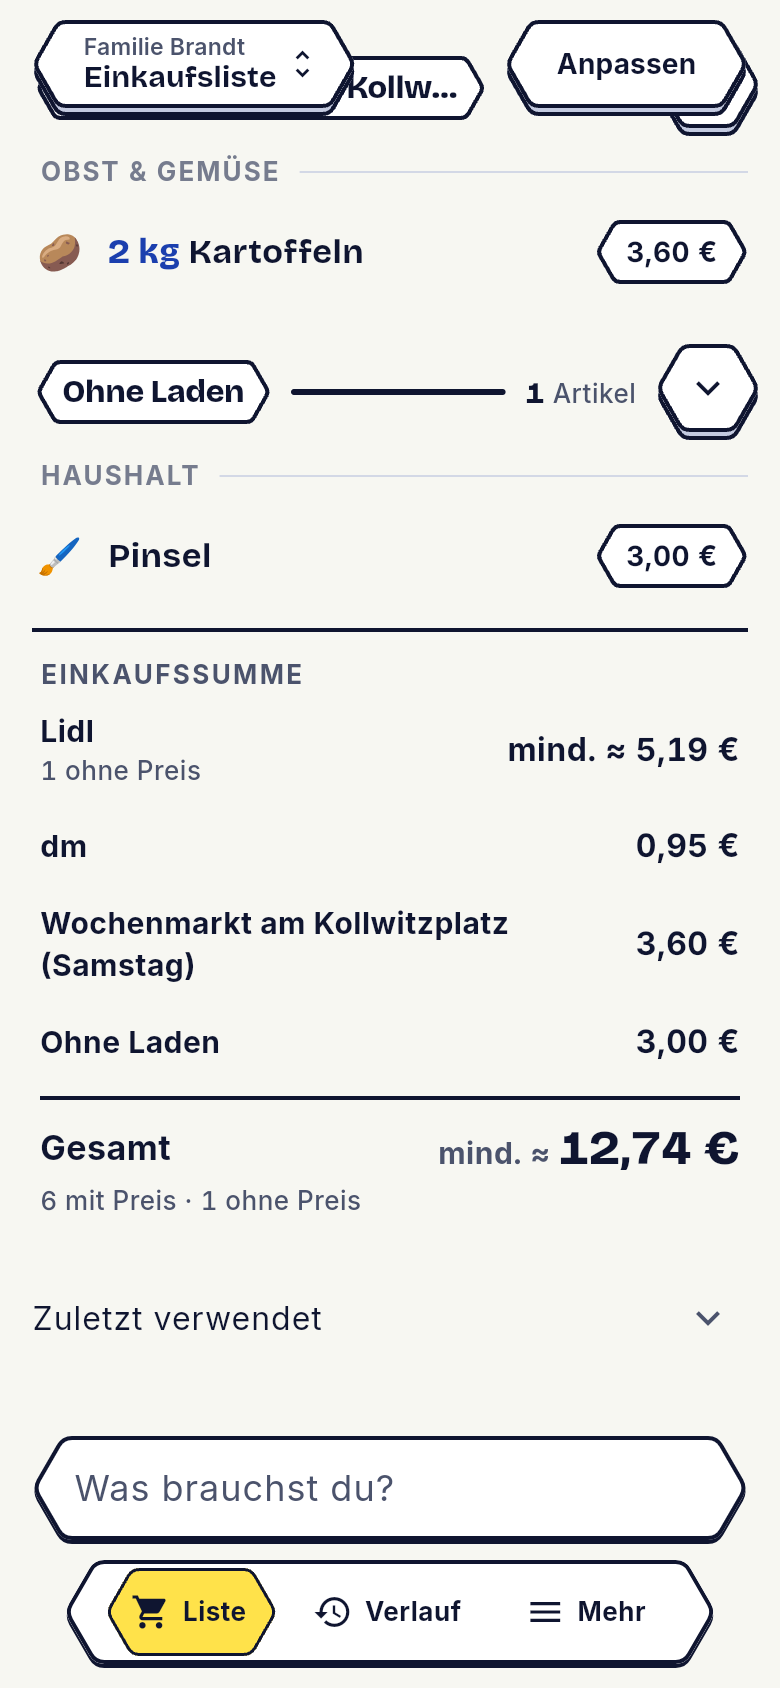 Familie Brandt
Einkaufsliste
Kollw...
Anpassen
OBST & GEMÜSE
2 kg Kartoffeln
3,60 €
Ohne Laden
1 Artikel
HAUSHALT
Pinsel
3,00 €
EINKAUFSSUMME
Lidl
1 ohne Preis
mind. ≈ 5,19 €
dm
0,95 €
Wochenmarkt am Kollwitzplatz
(Samstag)
3,60 €
Ohne Laden
3,00 €
Gesamt
mind. ≈ 12,74 €
6 mit Preis · 1 ohne Preis
Zuletzt verwendet
Was brauchst du?
Liste
Verlauf
Mehr